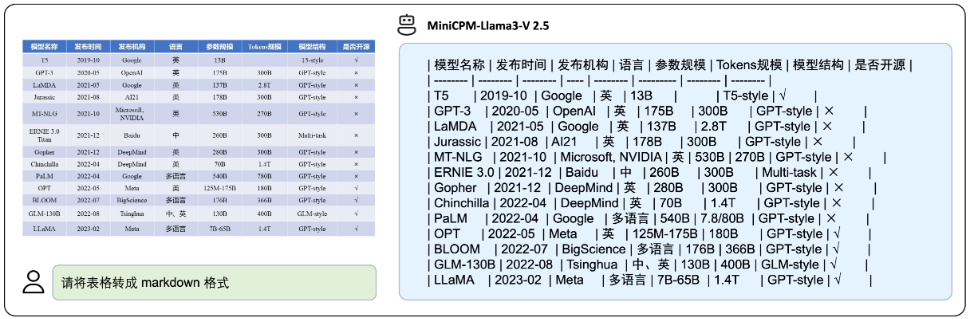 模型名称 发布时间 发布机构 语言 参数规模 Tokens规模 模型结构 是否开源
T5 2019-10 Google 英 13B T5-style √
GPT-3 2020-05 OpenAI 英 175B 300B GPT-style ×
LaMDA 2021-05 Google 英 137B 2.8T GPT-style ×
Jurassic 2021-08 AI21 英 178B 300B GPT-style ×
MT-NLG 2021-10 Microsoft, NVIDIA 英 530B 270B GPT-style ×
ERNIE 3.0 Titan 2021-12 Baidu 中 260B 300B Multi-task ×
Gopher 2021-12 DeepMind 英 280B 300B GPT-style ×
Chinchilla 2022-04 DeepMind 英 70B 1.4T GPT-style ×
PaLM 2022-04 Google 多语言 540B 780B GPT-style ×
OPT 2022-05 Meta 英 125M-175B 180B GPT-style √
BLOOM 2022-07 BigScience 多语言 176B 366B GPT-style √
GLM-130B 2022-08 Tsinghua 中、英 130B 400B GLM-style √
LLaMA 2023-02 Meta 多语言 7B-65B 1.4T GPT-style √
请将表格转成 markdown 格式
MiniCPM-Llama3-V 2.5
| 模型名称 | 发布时间 | 发布机构 | 语言 | 参数规模 | Tokens规模 | 模型结构 | 是否开源 |
| -------- | -------- | -------- | ---- | -------- | --------- | -------- | -------- |
| T5 | 2019-10 | Google | 英 | 13B | | T5-style | √ |
| GPT-3 | 2020-05 | OpenAI | 英 | 175B | 300B | GPT-style | × |
| LaMDA | 2021-05 | Google | 英 | 137B | 2.8T | GPT-style | × |
| Jurassic | 2021-08 | AI21 | 英 | 178B | 300B | GPT-style | × |
| MT-NLG | 2021-10 | Microsoft, NVIDIA | 英 | 530B | 270B | GPT-style | × |
| ERNIE 3.0 | 2021-12 | Baidu | 中 | 260B | 300B | Multi-task | × |
| Gopher | 2021-12 | DeepMind | 英 | 280B | 300B | GPT-style | × |
| Chinchilla | 2022-04 | DeepMind | 英 | 70B | 1.4T | GPT-style | × |
| PaLM | 2022-04 | Google | 多语言 | 540B | 7.8/80B | GPT-style | × |
| OPT | 2022-05 | Meta | 英 | 125M-175B | 180B | GPT-style | √ |
| BLOOM | 2022-07 | BigScience | 多语言 | 176B | 366B | GPT-style | √ |
| GLM-130B | 2022-08 | Tsinghua | 中、英 | 130B | 400B | GLM-style | √ |
| LLaMA | 2023-02 | Meta | 多语言 | 7B-65B | 1.4T | GPT-style | √ |